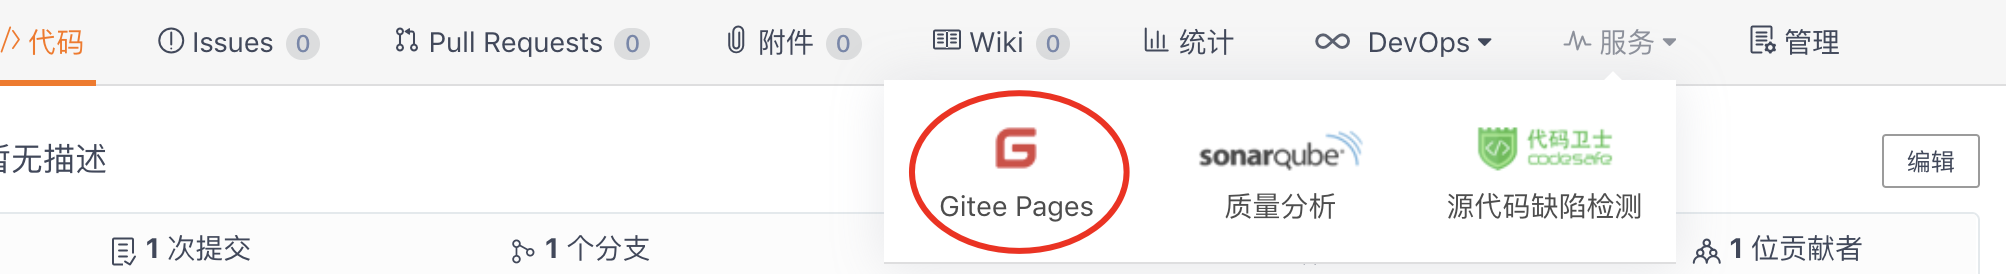 代码 Issues 0 Pull Requests 0 附件 0 Wiki 0 统计 DevOps 服务 管理
暂无描述
sonarqube 代码卫士
codesafe
编辑
Gitee Pages 质量分析 源代码缺陷检测
1 次提交 1 个分支 1 位贡献者